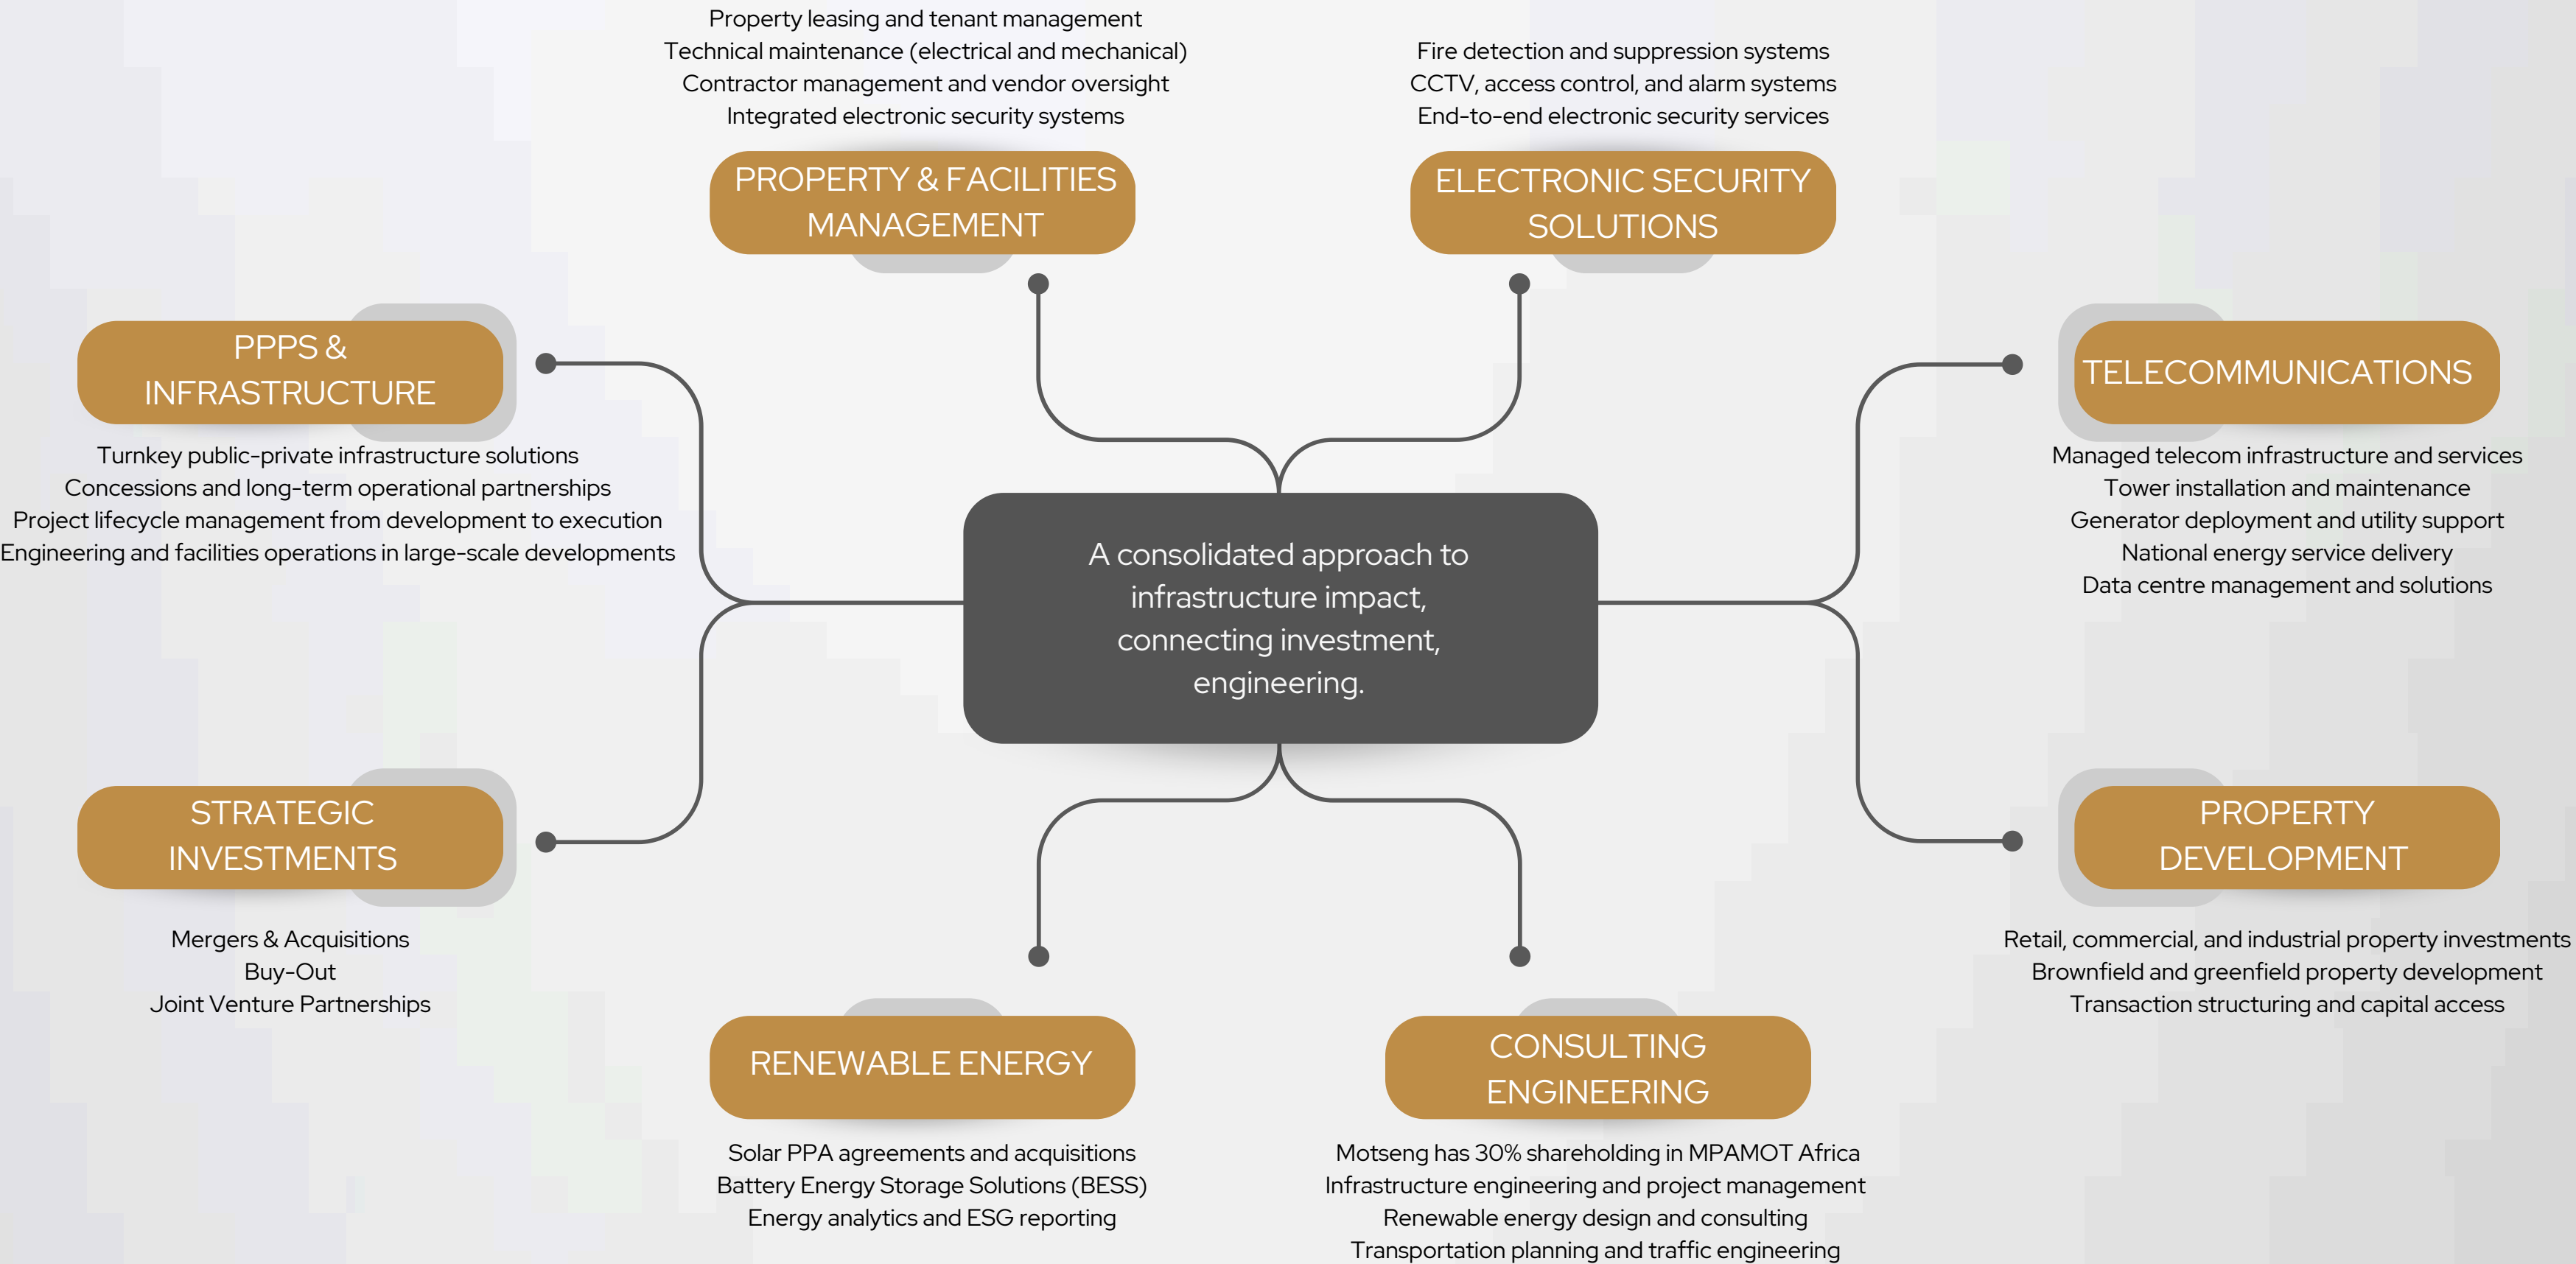 Property leasing and tenant management
Technical maintenance (electrical and mechanical)
Contractor management and vendor oversight
Integrated electronic security systems
PROPERTY & FACILITIES
MANAGEMENT
Fire detection and suppression systems
CCTV, access control, and alarm systems
End-to-end electronic security services
ELECTRONIC SECURITY
SOLUTIONS
PPPS &
INFRASTRUCTURE
Turnkey public-private infrastructure solutions
Concessions and long-term operational partnerships
Project lifecycle management from development to execution
Engineering and facilities operations in large-scale developments
TELECOMMUNICATIONS
Managed telecom infrastructure and services
Tower installation and maintenance
Generator deployment and utility support
National energy service delivery
Data centre management and solutions
A consolidated approach to
infrastructure impact,
connecting investment,
engineering.
STRATEGIC
INVESTMENTS
Mergers & Acquisitions
Buy-Out
Joint Venture Partnerships
PROPERTY
DEVELOPMENT
Retail, commercial, and industrial property investments
Brownfield and greenfield property development
Transaction structuring and capital access
RENEWABLE ENERGY
Solar PPA agreements and acquisitions
Battery Energy Storage Solutions (BESS)
Energy analytics and ESG reporting
CONSULTING
ENGINEERING
Motseng has 30% shareholding in MPAMOT Africa
Infrastructure engineering and project management
Renewable energy design and consulting
Transportation planning and traffic engineering